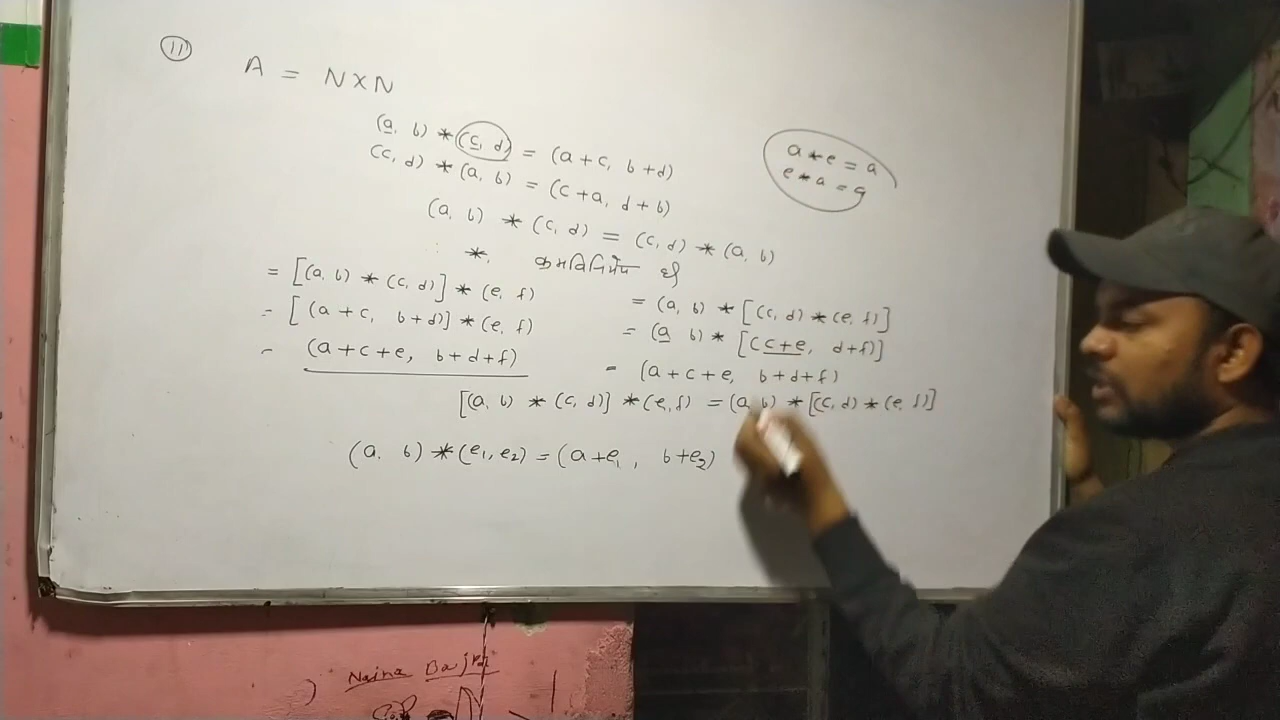 11
A = N×N
(a, b) * (c, d) = (a+c, b+d)
(c, d) * (a, b) = (c+a, d+b)
a * e = a
e * a = a
(a, b) * (c, d) = (c, d) * (a, b)
*. क्रमविनिमेय है
= [(a, b) * (c, d)] * (e, f)
= [(a+c, b+d)] * (e, f)
= (a+c+e, b+d+f)
= (a, b) * [(c, d) * (e, f)]
= (a, b) * [(c+e, d+f)]
= (a+c+e, b+d+f)
[(a, b) * (c, d)] * (e, f) = (a, b) * [(c, d) * (e, f)]
(a, b) * (e₁, e₂) = (a+e₁, b+e₂)
Naina